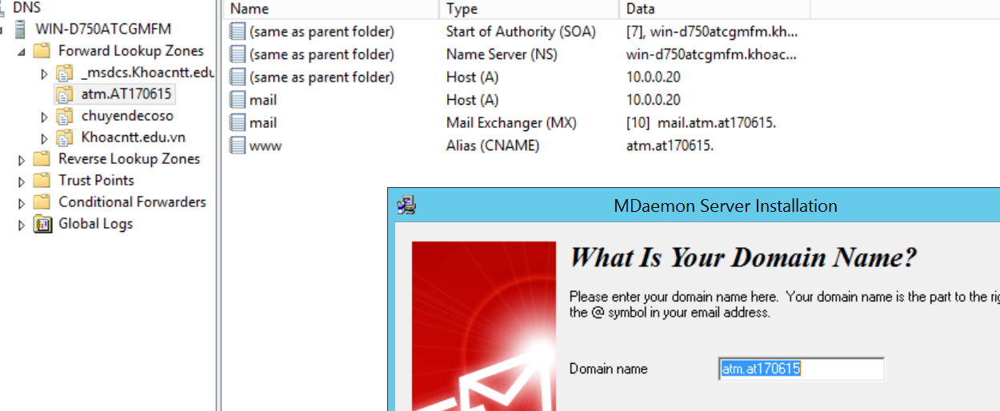 DNS
WIN-D750ATCGMFM
Forward Lookup Zones
_msdcs.Khoacntt.edu
atm.AT170615
chuyendecoso
Khoacntt.edu.vn
Reverse Lookup Zones
Trust Points
Conditional Forwarders
Global Logs
Name Type Data
(same as parent folder) Start of Authority (SOA) [7], win-d750atcgmfm.kh...
(same as parent folder) Name Server (NS) win-d750atcgmfm.khoac...
(same as parent folder) Host (A) 10.0.0.20
mail Host (A) 10.0.0.20
mail Mail Exchanger (MX) [10] mail.atm.at170615.
www Alias (CNAME) atm.at170615.
MDaemon Server Installation
What Is Your Domain Name?
Please enter your domain name here. Your domain name is the part to the rig
the @ symbol in your email address.
Domain name atm.at170615